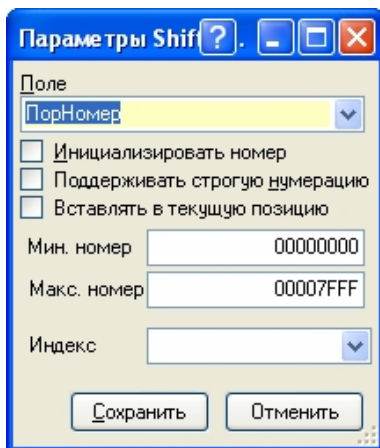 Параметры Shif ? .
Поле
ПорНомер
Инициализировать номер
Поддерживать строгую нумерацию
Вставлять в текущую позицию
Мин. номер 00000000
Макс. номер 00007FFF
Индекс
Сохранить Отменить